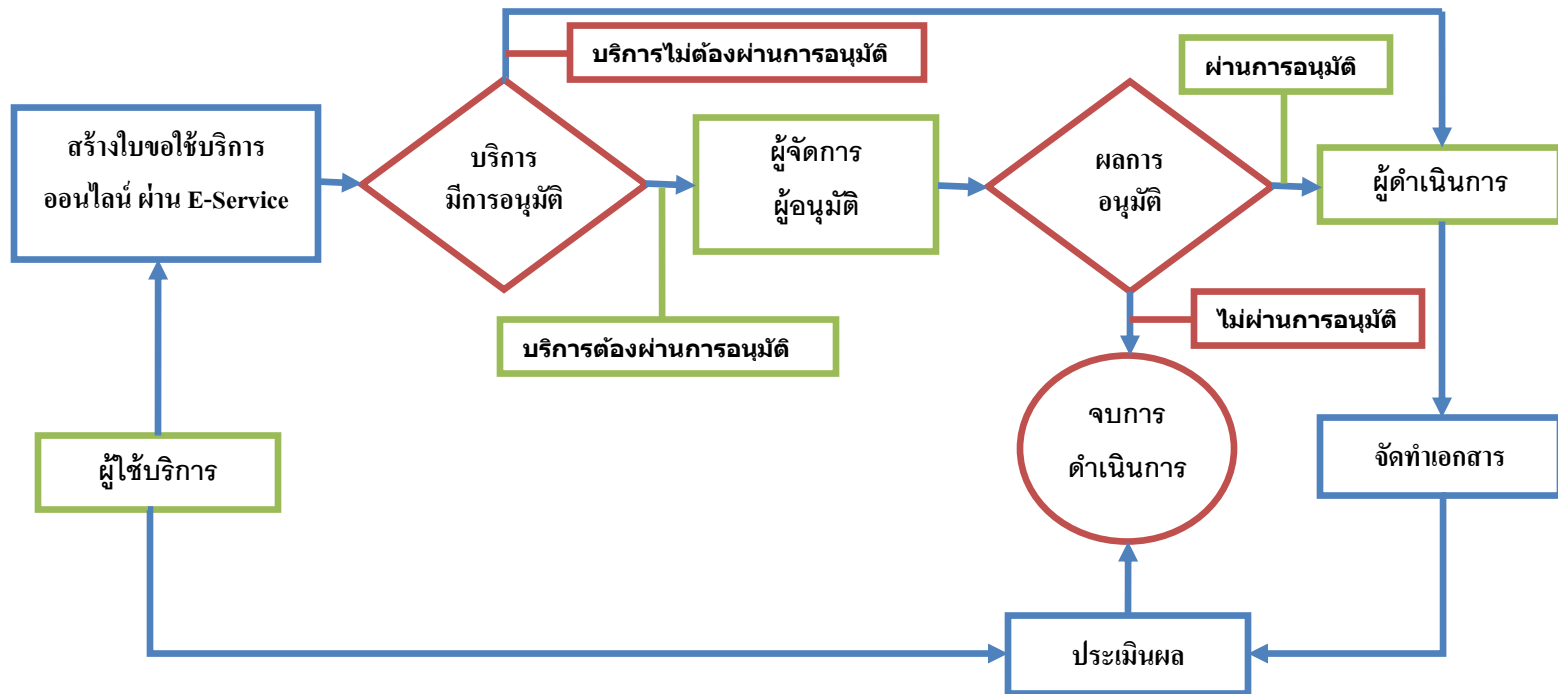 บริการไม่ต้องผ่านการอนุมัติ
ผ่านการอนุมัติ
สร้างใบขอใช้บริการ
ออนไลน์ ผ่าน E-Service
บริการ
มีการอนุมัติ
ผู้จัดการ
ผู้อนุมัติ
ผลการ
อนุมัติ
ผู้ดำเนินการ
บริการต้องผ่านการอนุมัติ
ไม่ผ่านการอนุมัติ
จบการ
ดำเนินการ
ผู้ใช้บริการ
จัดทำเอกสาร
ประเมินผล